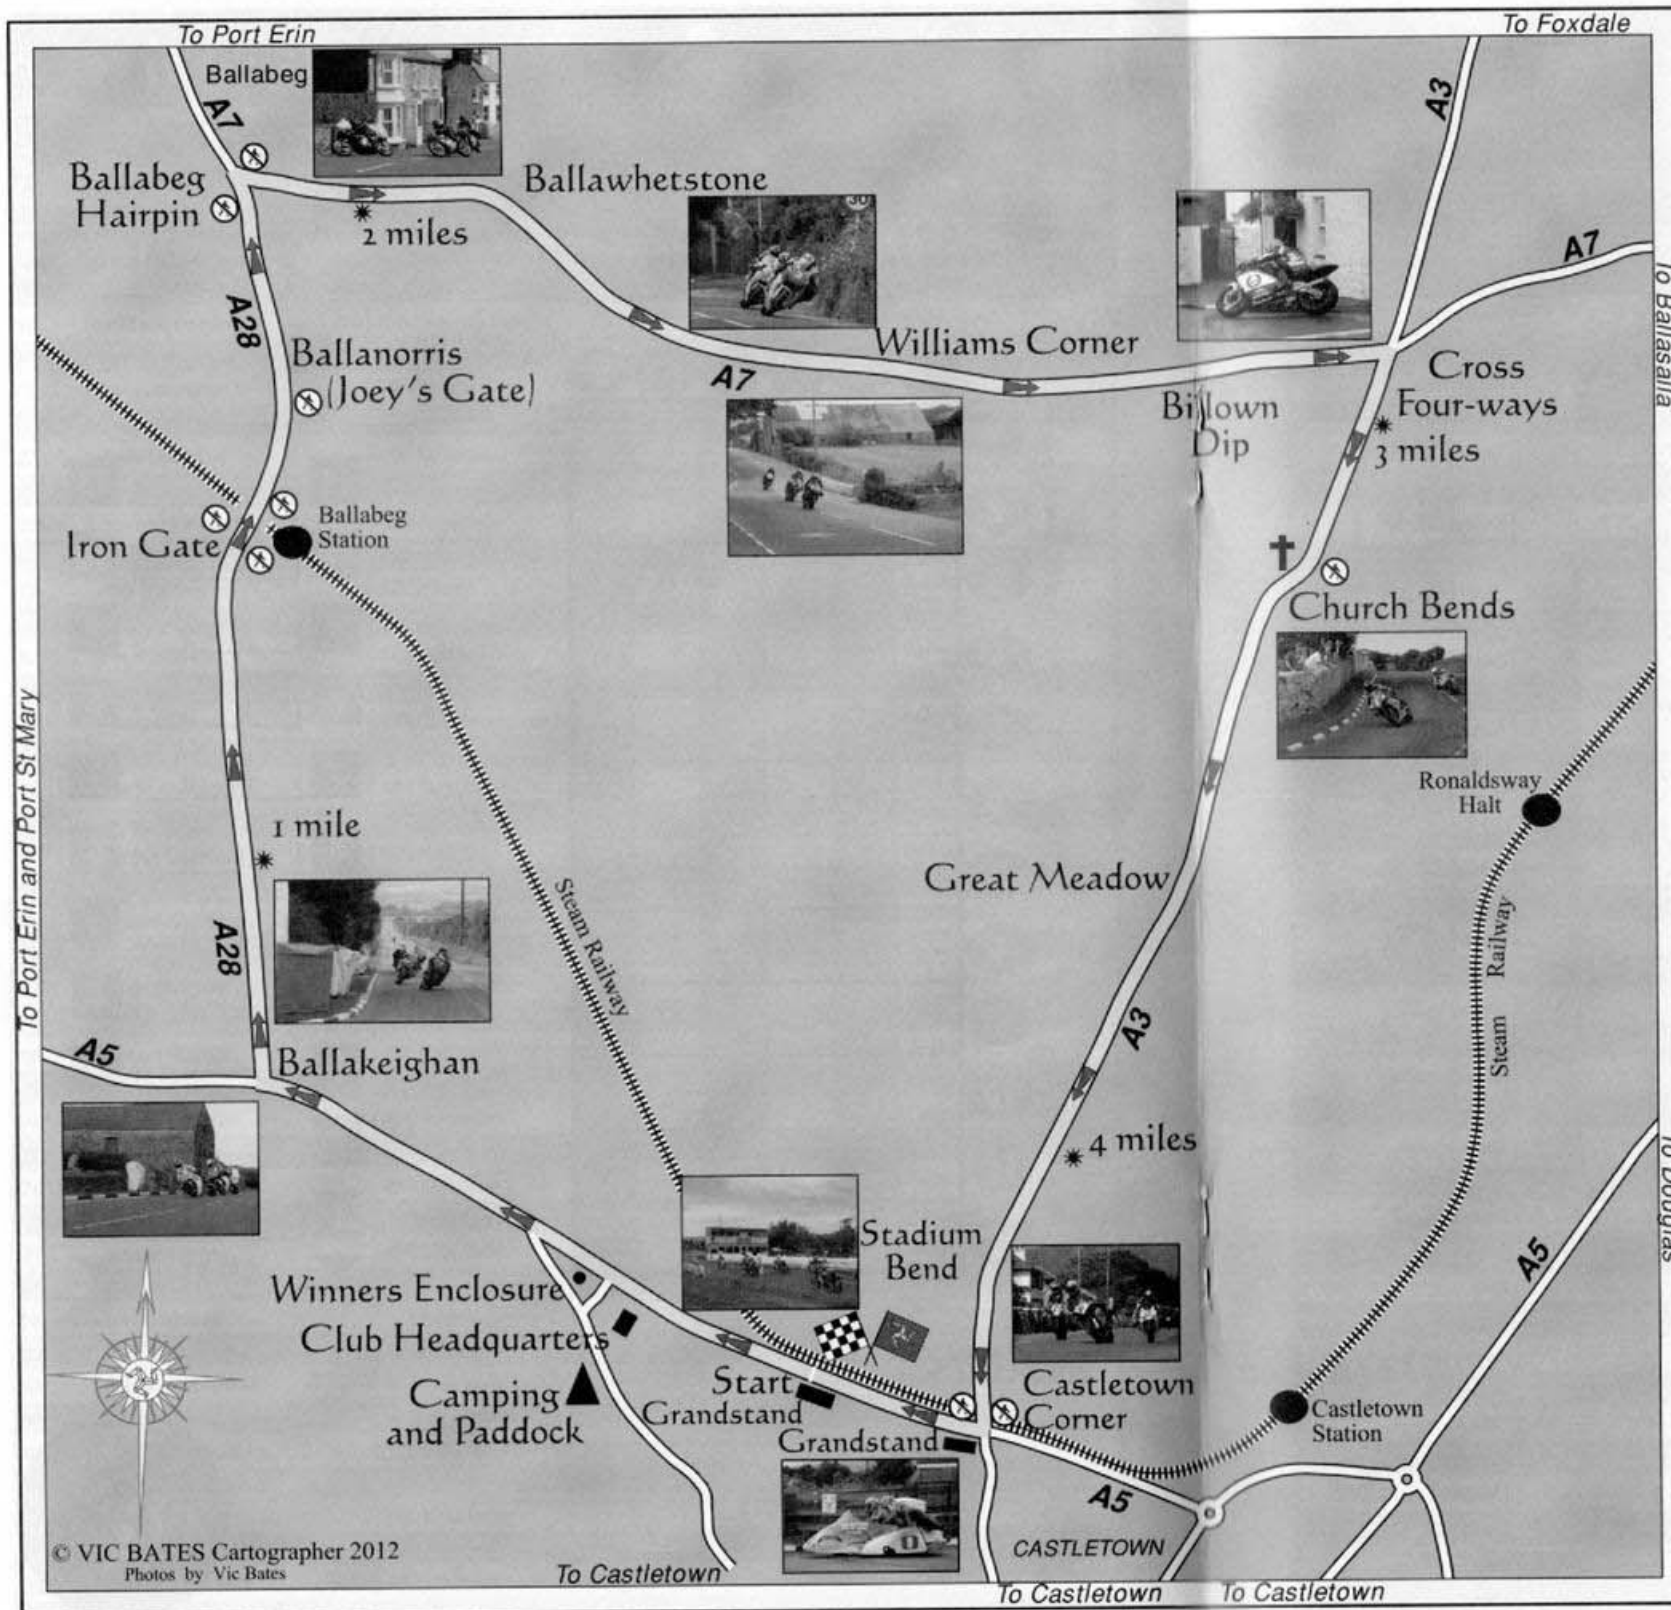 To Port Erin
To Foxdale
Ballabeg
A7
A3
Ballabeg
Hairpin
2 miles
Ballawhetstone
30
A7
To Ballasalla
A28
Ballanorris
(Joey's Gate)
A7
Williams Corner
Billown
Dip
Cross
Four-ways
3 miles
Iron Gate
Ballabeg
Station
Church Bends
To Port Erin and Port St Mary
1 mile
Ronaldsway
Halt
Great Meadow
Steam Railway
Steam Railway
A28
A3
A5
Ballakeighan
4 miles
To Douglas
Stadium
Bend
A5
Winners Enclosure
Club Headquarters
Camping
and Paddock
Start
Grandstand
Grandstand
Castletown
Corner
Castletown
Station
A5
CASTLETOWN
© VIC BATES Cartographer 2012
Photos by Vic Bates
To Castletown
To Castletown
To Castletown